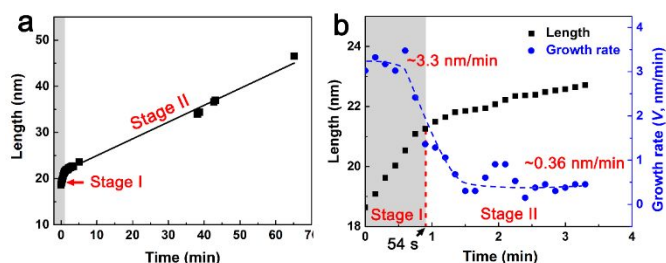 a
50
40
30
20
10
Length (nm)
Stage II
Stage I
0 10 20 30 40 50 60 70
Time (min)
b
24
22
20
18
Length (nm)
Length
Growth rate
~3.3 nm/min
~0.36 nm/min
Stage I
Stage II
54 s
0 1 2 3 4
Time (min)
4
3
2
1
0
Growth rate (V, nm/min)